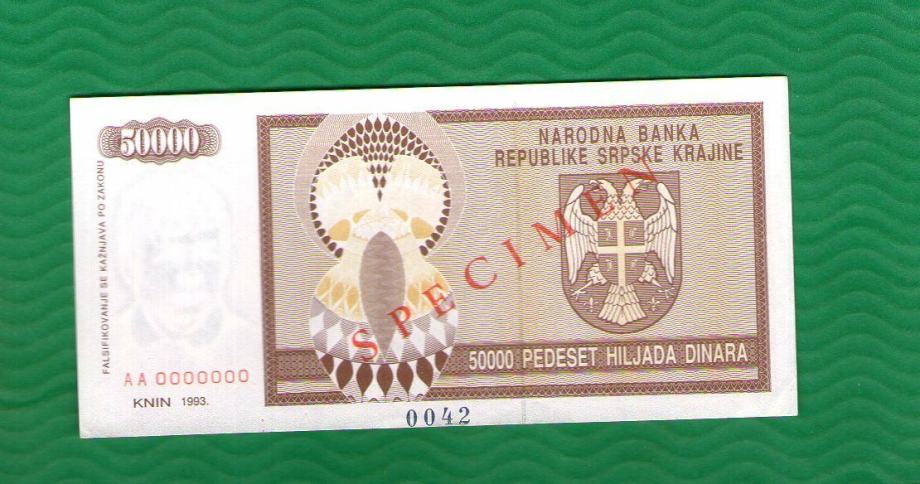 50000
FALSIFIKOVANJE SE KAŽNJAVA PO ZAKONU
NARODNA BANKA
REPUBLIKE SRPSKE KRAJINE
SPECIMEN
50000 PEDESET HILJADA DINARA
AA 0000000
KNIN 1993.
0042